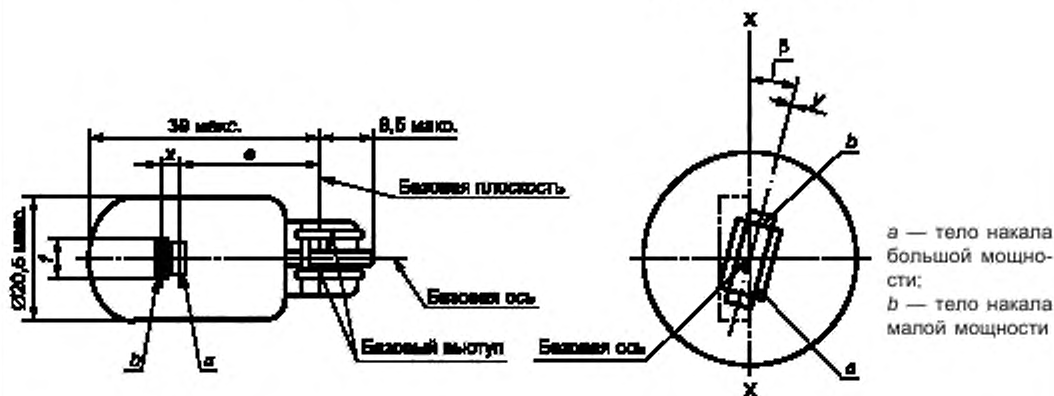 X
β
γ
39 макс.
9,5 макс.
x
e
b
Базовая плоскость
Ø20,5 макс.
f
a — тело накала
большой мощно-
сти;
b — тело накала
малой мощности
Базовая ось
Базовый выступ
Базовая ось
b
a
a
X